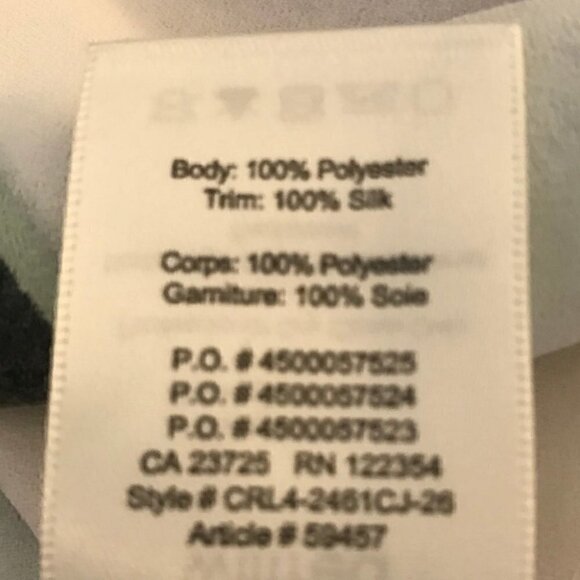 Body: 100% Polyester
Trim: 100% Silk
Corps: 100% Polyester
Garniture: 100% Soie
P.O. # 4500057525
P.O. # 4500057524
P.O. # 4500057523
CA 23725 RN 122354
Style # CRL4-2461CJ-26
Article # 59457